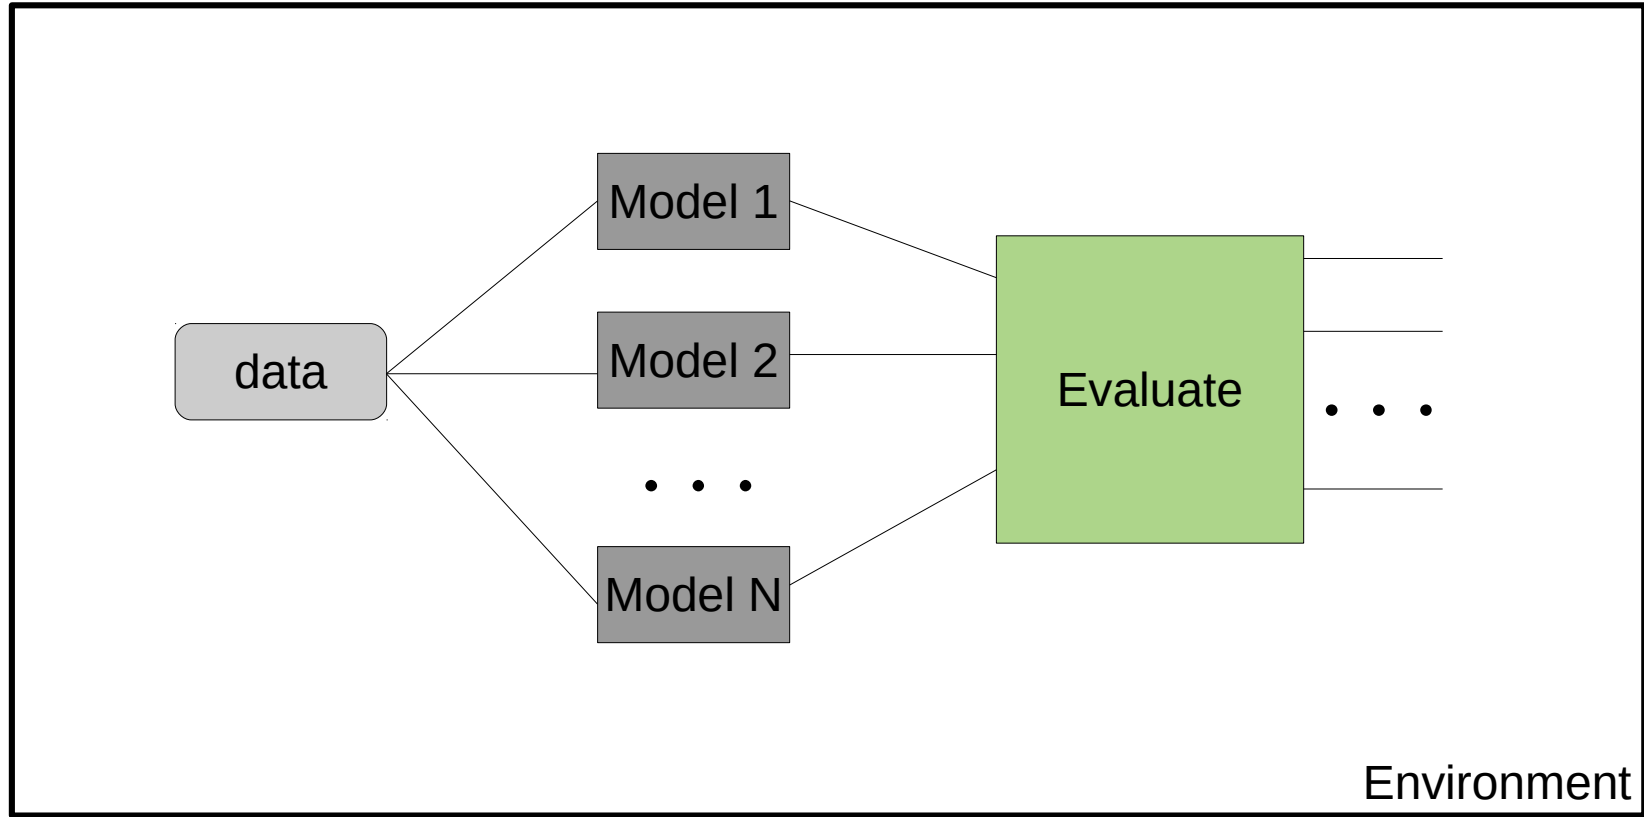 Model 1
data
Model 2
Evaluate
Model N
Environment